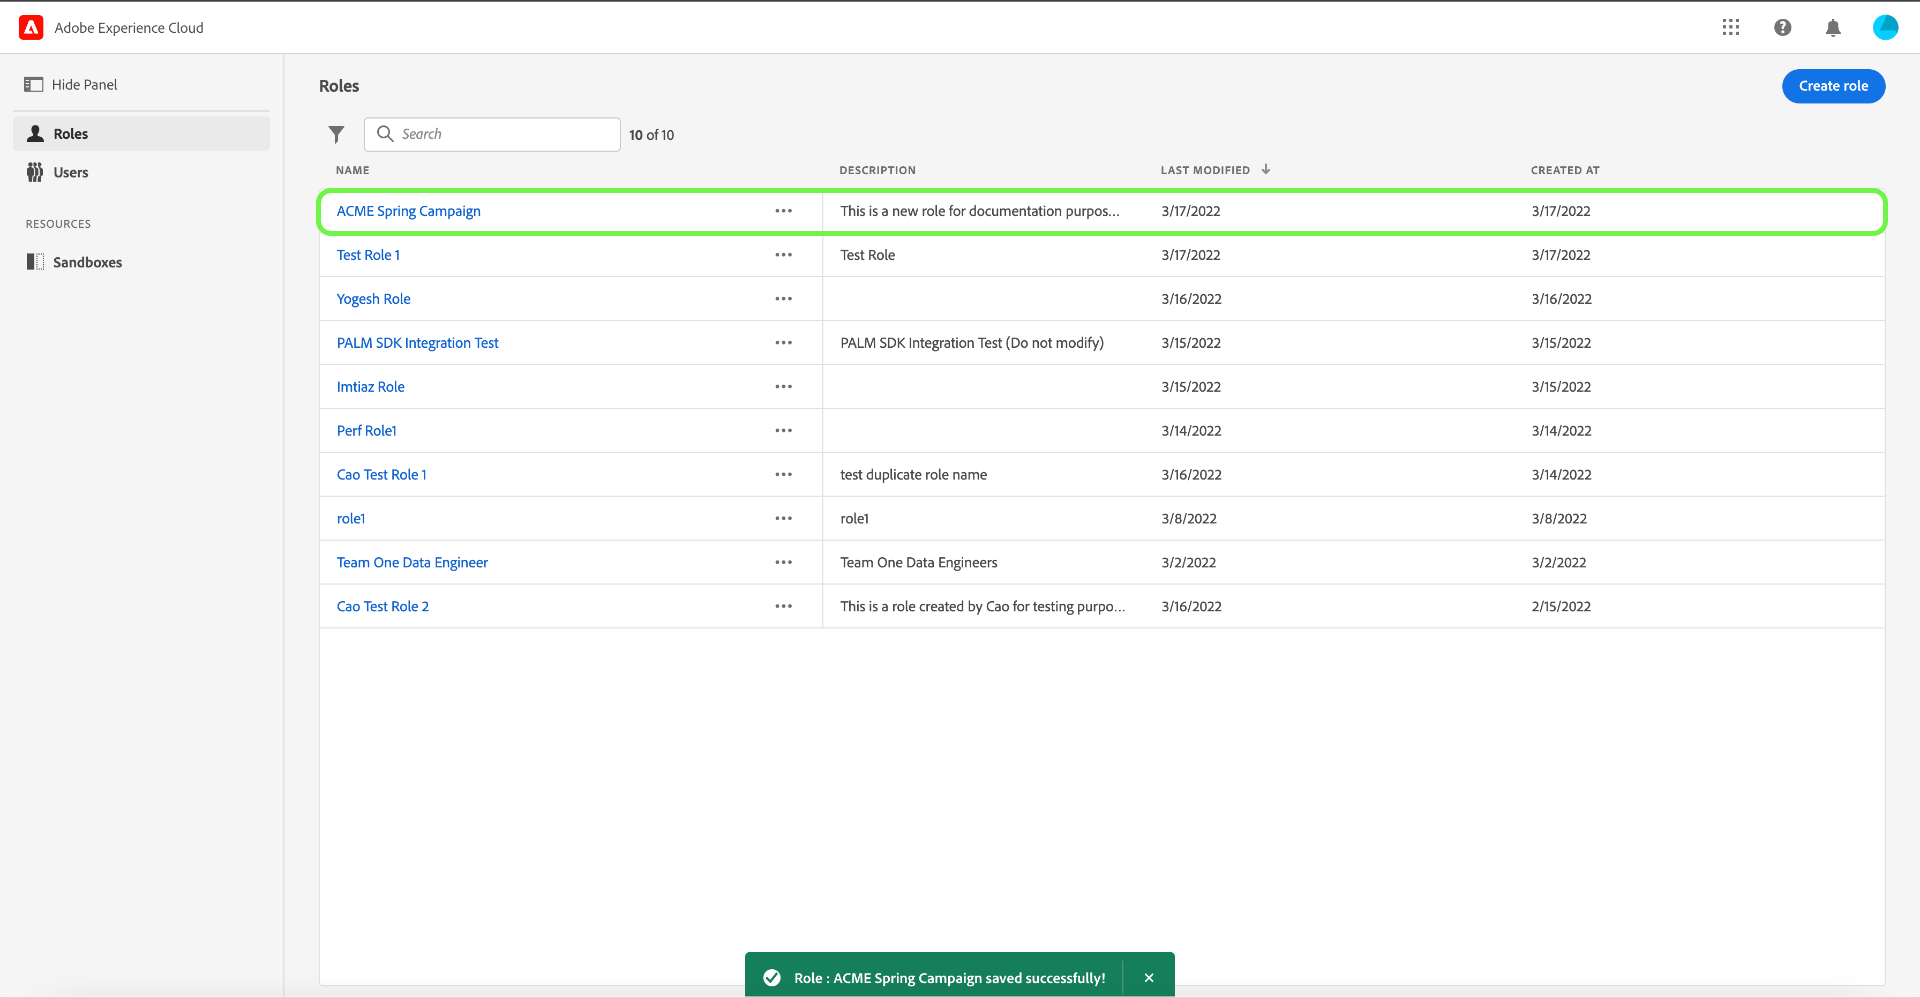 Adobe Experience Cloud
Hide Panel
Roles
Users
RESOURCES
Sandboxes
Roles
Create role
Search
10 of 10
NAME DESCRIPTION LAST MODIFIED CREATED AT
ACME Spring Campaign This is a new role for documentation purpos... 3/17/2022 3/17/2022
Test Role 1 Test Role 3/17/2022 3/17/2022
Yogesh Role 3/16/2022 3/16/2022
PALM SDK Integration Test PALM SDK Integration Test (Do not modify) 3/15/2022 3/15/2022
Imtiaz Role 3/15/2022 3/15/2022
Perf Role1 3/14/2022 3/14/2022
Cao Test Role 1 test duplicate role name 3/16/2022 3/14/2022
role1 role1 3/8/2022 3/8/2022
Team One Data Engineer Team One Data Engineers 3/2/2022 3/2/2022
Cao Test Role 2 This is a role created by Cao for testing purpo... 3/16/2022 2/15/2022
Role : ACME Spring Campaign saved successfully!